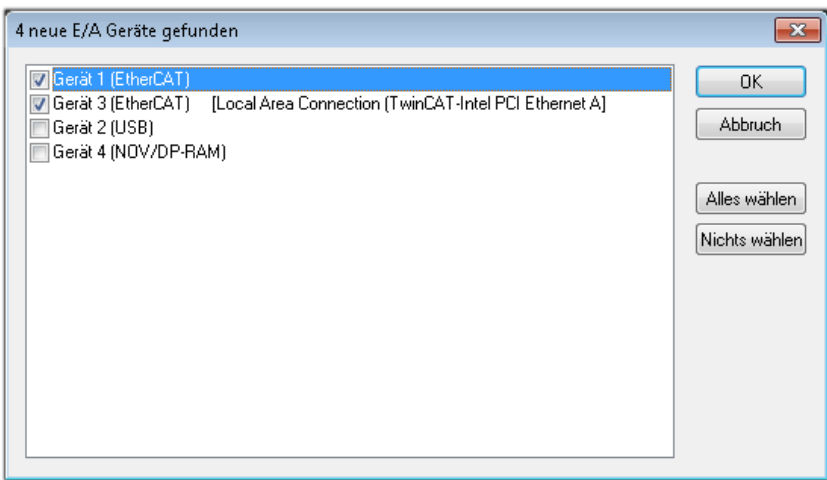 4 neue E/A Geräte gefunden
Gerät 1 (EtherCAT)
Gerät 3 (EtherCAT) [Local Area Connection (TwinCAT-Intel PCI Ethernet A]
Gerät 2 (USB)
Gerät 4 (NOV/DP-RAM)
OK
Abbruch
Alles wählen
Nichts wählen